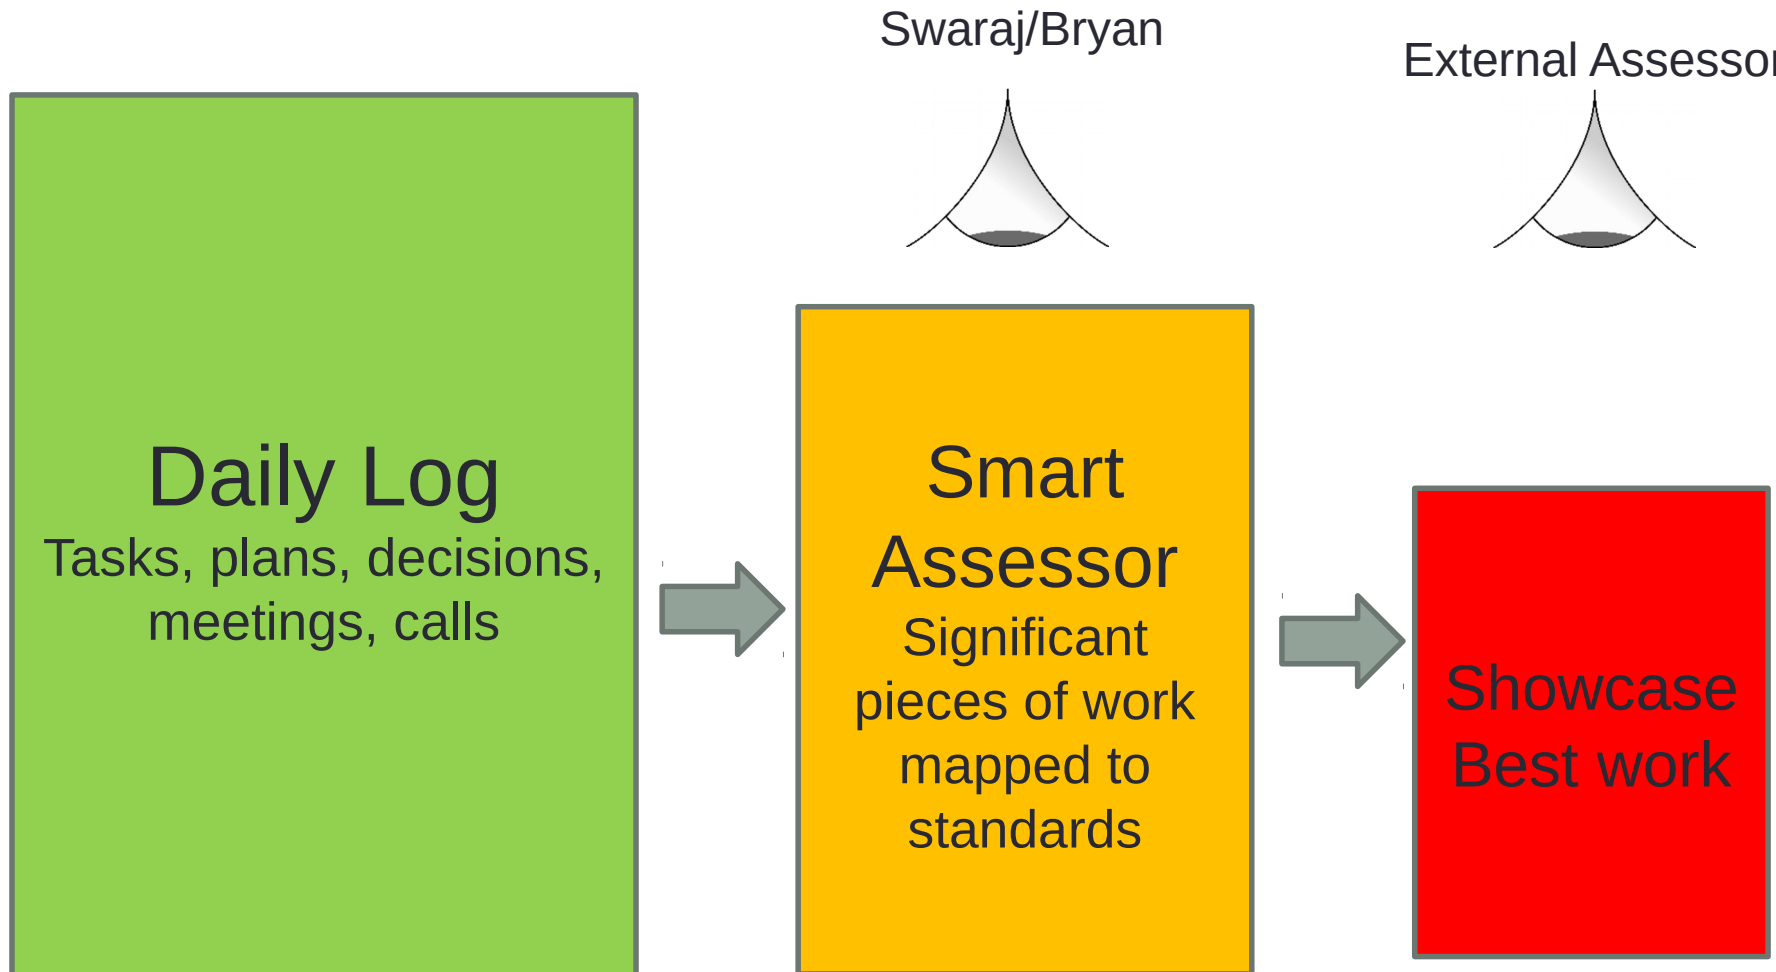 Swaraj/Bryan
External Assessor
Daily Log
Tasks, plans, decisions,
meetings, calls
Smart
Assessor
Significant
pieces of work
mapped to
standards
Showcase
Best work